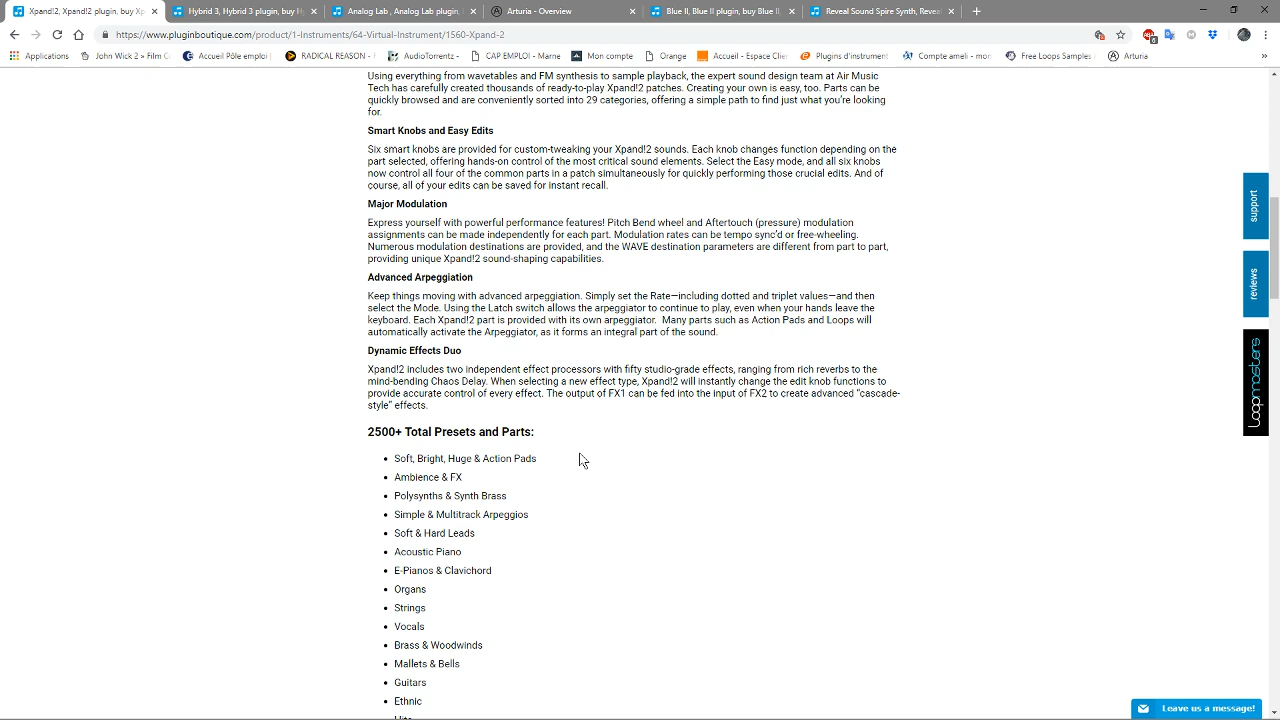 Xpand!2, Xpand!2 plugin, buy Xp
Hybrid 3, Hybrid 3 plugin, buy H
Analog Lab , Analog Lab plugin,
Arturia - Overview
Blue II, Blue II plugin, buy Blue II,
Reveal Sound Spire Synth, Revea
https://www.pluginboutique.com/product/1-Instruments/64-Virtual-Instrument/1560-Xpand-2
Applications
John Wick 2 » Film C
Accueil Pôle emploi |
RADICAL REASON -
AudioTorrentz -
CAP EMPLOI - Marne
Mon compte
Orange
Accueil - Espace Clie
Plugins d'instrument
Compte ameli - mon
Free Loops Samples
Arturia
Using everything from wavetables and FM synthesis to sample playback, the expert sound design team at Air Music
Tech has carefully created thousands of ready-to-play Xpand!2 patches. Creating your own is easy, too. Parts can be
quickly browsed and are conveniently sorted into 29 categories, offering a simple path to find just what you're looking
for.
Smart Knobs and Easy Edits
Six smart knobs are provided for custom-tweaking your Xpand!2 sounds. Each knob changes function depending on the
part selected, offering hands-on control of the most critical sound elements. Select the Easy mode, and all six knobs
now control all four of the common parts in a patch simultaneously for quickly performing those crucial edits. And of
course, all of your edits can be saved for instant recall.
Major Modulation
Express yourself with powerful performance features! Pitch Bend wheel and Aftertouch (pressure) modulation
assignments can be made independently for each part. Modulation rates can be tempo sync'd or free-wheeling.
Numerous modulation destinations are provided, and the WAVE destination parameters are different from part to part,
providing unique Xpand!2 sound-shaping capabilities.
Advanced Arpeggiation
Keep things moving with advanced arpeggiation. Simply set the Rate—including dotted and triplet values—and then
select the Mode. Using the Latch switch allows the arpeggiator to continue to play, even when your hands leave the
keyboard. Each Xpand!2 part is provided with its own arpeggiator. Many parts such as Action Pads and Loops will
automatically activate the Arpeggiator, as it forms an integral part of the sound.
Dynamic Effects Duo
Xpand!2 includes two independent effect processors with fifty studio-grade effects, ranging from rich reverbs to the
mind-bending Chaos Delay. When selecting a new effect type, Xpand!2 will instantly change the edit knob functions to
provide accurate control of every effect. The output of FX1 can be fed into the input of FX2 to create advanced “cascade-
style” effects.
2500+ Total Presets and Parts:
Soft, Bright, Huge & Action Pads
Ambience & FX
Polysynths & Synth Brass
Simple & Multitrack Arpeggios
Soft & Hard Leads
Acoustic Piano
E-Pianos & Clavichord
Organs
Strings
Vocals
Brass & Woodwinds
Mallets & Bells
Guitars
Ethnic
support
reviews
Loopmasters
Leave us a message!